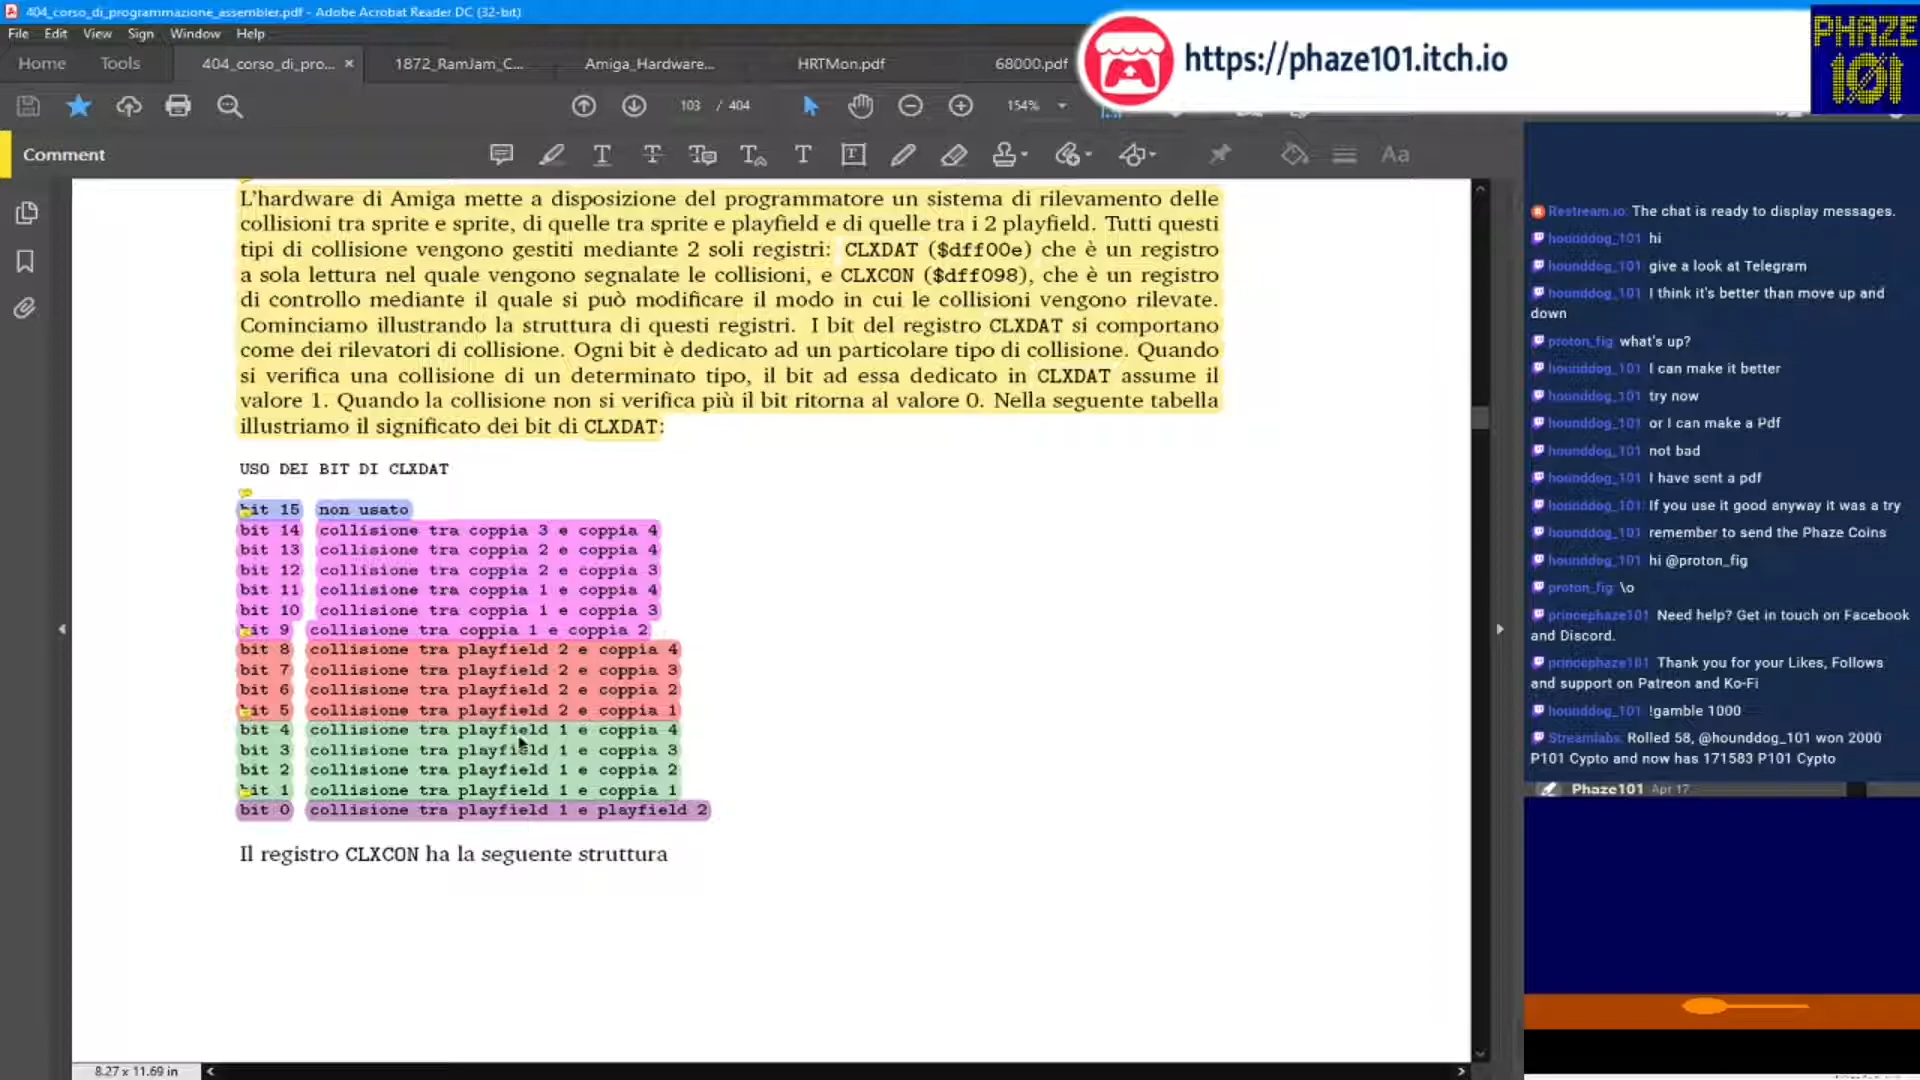 404_corso_di_programmazione_assembler.pdf - Adobe Acrobat Reader DC (32-bit)
File Edit View Sign Window Help
Home Tools 404_corso_di_pro... × 1872_RamJam_C... Amiga_Hardware... HRTMon.pdf 68000.pdf
https://phaze101.itch.io
PHAZE
101
103 / 404 154%
Comment
L'hardware di Amiga mette a disposizione del programmatore un sistema di rilevamento delle
collisioni tra sprite e sprite, di quelle tra sprite e playfield e di quelle tra i 2 playfield. Tutti questi
tipi di collisione vengono gestiti mediante 2 soli registri: CLXDAT ($dff00e) che è un registro
a sola lettura nel quale vengono segnalate le collisioni, e CLXCON ($dff098), che è un registro
di controllo mediante il quale si può modificare il modo in cui le collisioni vengono rilevate.
Cominciamo illustrando la struttura di questi registri. I bit del registro CLXDAT si comportano
come dei rilevatori di collisione. Ogni bit è dedicato ad un particolare tipo di collisione. Quando
si verifica una collisione di un determinato tipo, il bit ad essa dedicato in CLXDAT assume il
valore 1. Quando la collisione non si verifica più il bit ritorna al valore 0. Nella seguente tabella
illustriamo il significato dei bit di CLXDAT:
USO DEI BIT DI CLXDAT
bit 15 non usato
bit 14 collisione tra coppia 3 e coppia 4
bit 13 collisione tra coppia 2 e coppia 4
bit 12 collisione tra coppia 2 e coppia 3
bit 11 collisione tra coppia 1 e coppia 4
bit 10 collisione tra coppia 1 e coppia 3
bit 9 collisione tra coppia 1 e coppia 2
bit 8 collisione tra playfield 2 e coppia 4
bit 7 collisione tra playfield 2 e coppia 3
bit 6 collisione tra playfield 2 e coppia 2
bit 5 collisione tra playfield 2 e coppia 1
bit 4 collisione tra playfield 1 e coppia 4
bit 3 collisione tra playfield 1 e coppia 3
bit 2 collisione tra playfield 1 e coppia 2
bit 1 collisione tra playfield 1 e coppia 1
bit 0 collisione tra playfield 1 e playfield 2
Il registro CLXCON ha la seguente struttura
8.27 x 11.69 in
Restream.io: The chat is ready to display messages.
hounddog_101 hi
hounddog_101 give a look at Telegram
hounddog_101 I think it's better than move up and
down
proton_fig what's up?
hounddog_101 I can make it better
hounddog_101 try now
hounddog_101 or I can make a Pdf
hounddog_101 not bad
hounddog_101 I have sent a pdf
hounddog_101 If you use it good anyway it was a try
hounddog_101 remember to send the Phaze Coins
hounddog_101 hi @proton_fig
proton_fig \o
princephaze101 Need help? Get in touch on Facebook
and Discord.
princephaze101 Thank you for your Likes, Follows
and support on Patreon and Ko-Fi
hounddog_101 !gamble 1000
Streamlabs: Rolled 58, @hounddog_101 won 2000
P101 Cypto and now has 171583 P101 Cypto
Phaze101 Apr 17